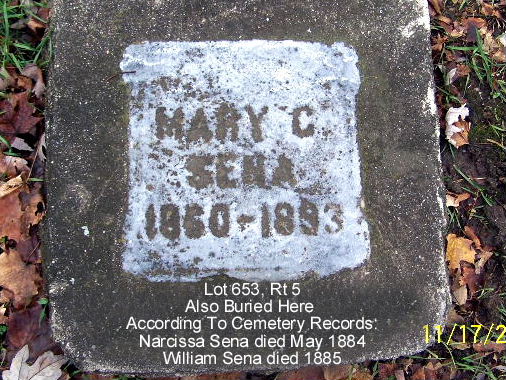 MARY C
SENA
1860-1893
Lot 653, Rt 5
Also Buried Here
According To Cemetery Records:
Narcissa Sena died May 1884
William Sena died 1885
11/17/2